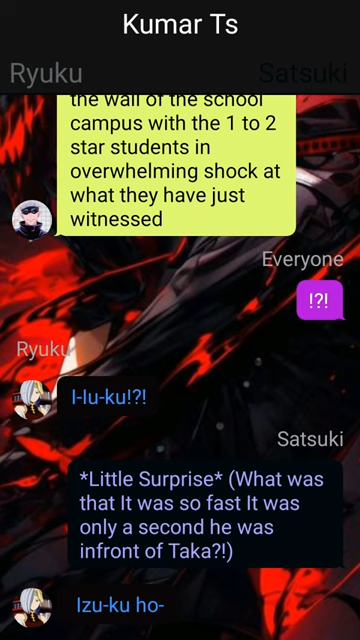 Kumar Ts
Ryuku
Satsuki
the wall of the school
campus with the 1 to 2
star students in
overwhelming shock at
what they have just
witnessed
Everyone
!?!
Ryuku
I-Iu-ku!?!
Satsuki
*Little Surprise* (What was
that It was so fast It was
only a second he was
infront of Taka?!)
Izu-ku ho-